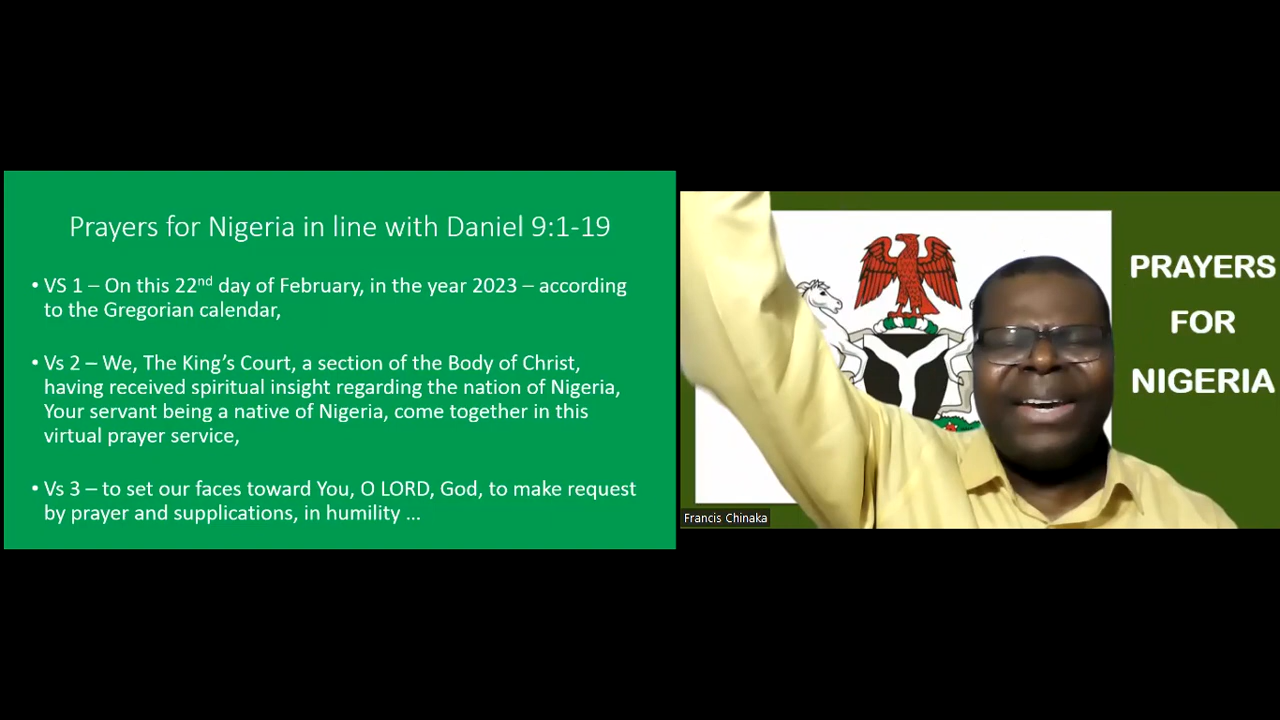 Prayers for Nigeria in line with Daniel 9:1-19
• VS 1 – On this 22nd day of February, in the year 2023 – according
to the Gregorian calendar,
• Vs 2 – We, The King's Court, a section of the Body of Christ,
having received spiritual insight regarding the nation of Nigeria,
Your servant being a native of Nigeria, come together in this
virtual prayer service,
• Vs 3 – to set our faces toward You, O LORD, God, to make request
by prayer and supplications, in humility ...
PRAYERS
FOR
NIGERIA
Francis Chinaka